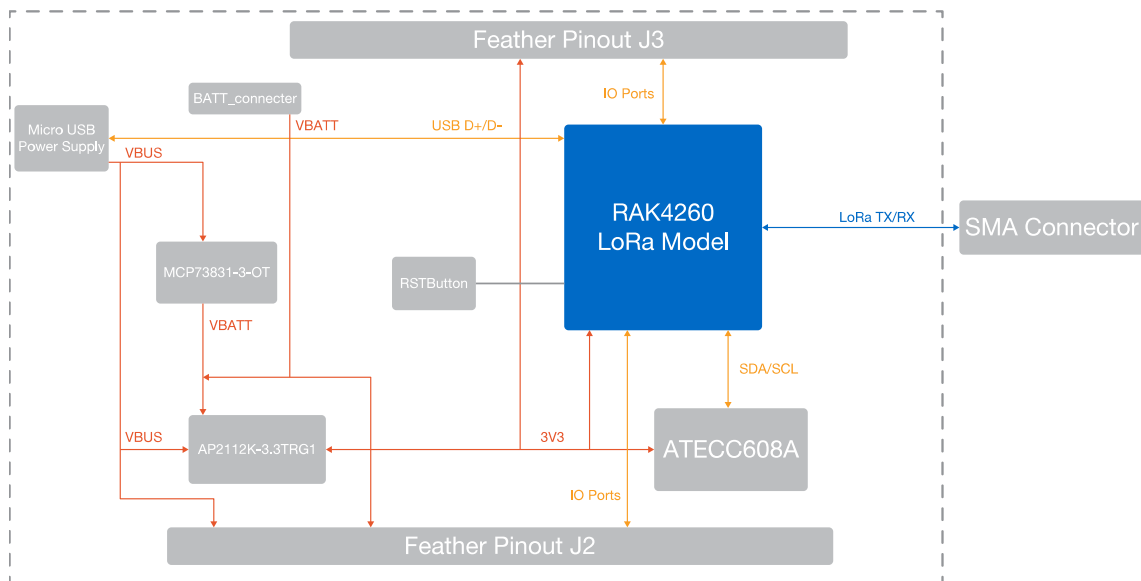 Feather Pinout J3
BATT_connecter
IO Ports
Micro USB
Power Supply
VBATT
USB D+/D-
VBUS
RAK4260
LoRa Model
LoRa TX/RX
SMA Connector
MCP73831-3-OT
RSTButton
VBATT
SDA/SCL
VBUS
AP2112K-3.3TRG1
3V3
ATECC608A
IO Ports
Feather Pinout J2